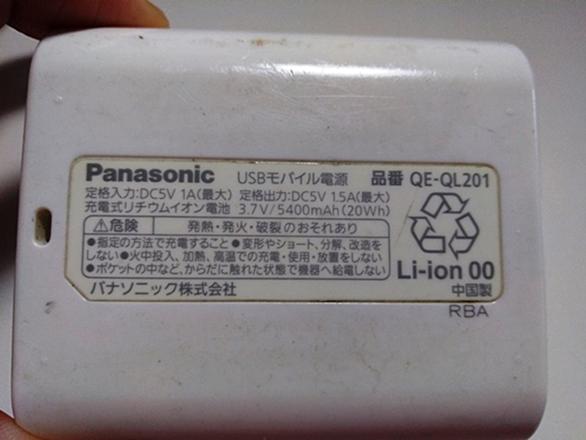 Panasonic USBモバイル電源 品番 QE-QL201
定格入力:DC5V 1A(最大) 定格出力:DC5V 1.5A(最大)
充電式リチウムイオン電池 3.7V/5400mAh(20Wh)
⚠危険 発熱・発火・破裂のおそれあり
●指定の方法で充電すること ●変形やショート、分解、改造を
しない ●火中投入、加熱、高温での充電・使用・放置をしない
●ポケットの中など、からだに触れた状態で機器へ給電しない
パナソニック株式会社
Li-ion 00
中国製
RBA